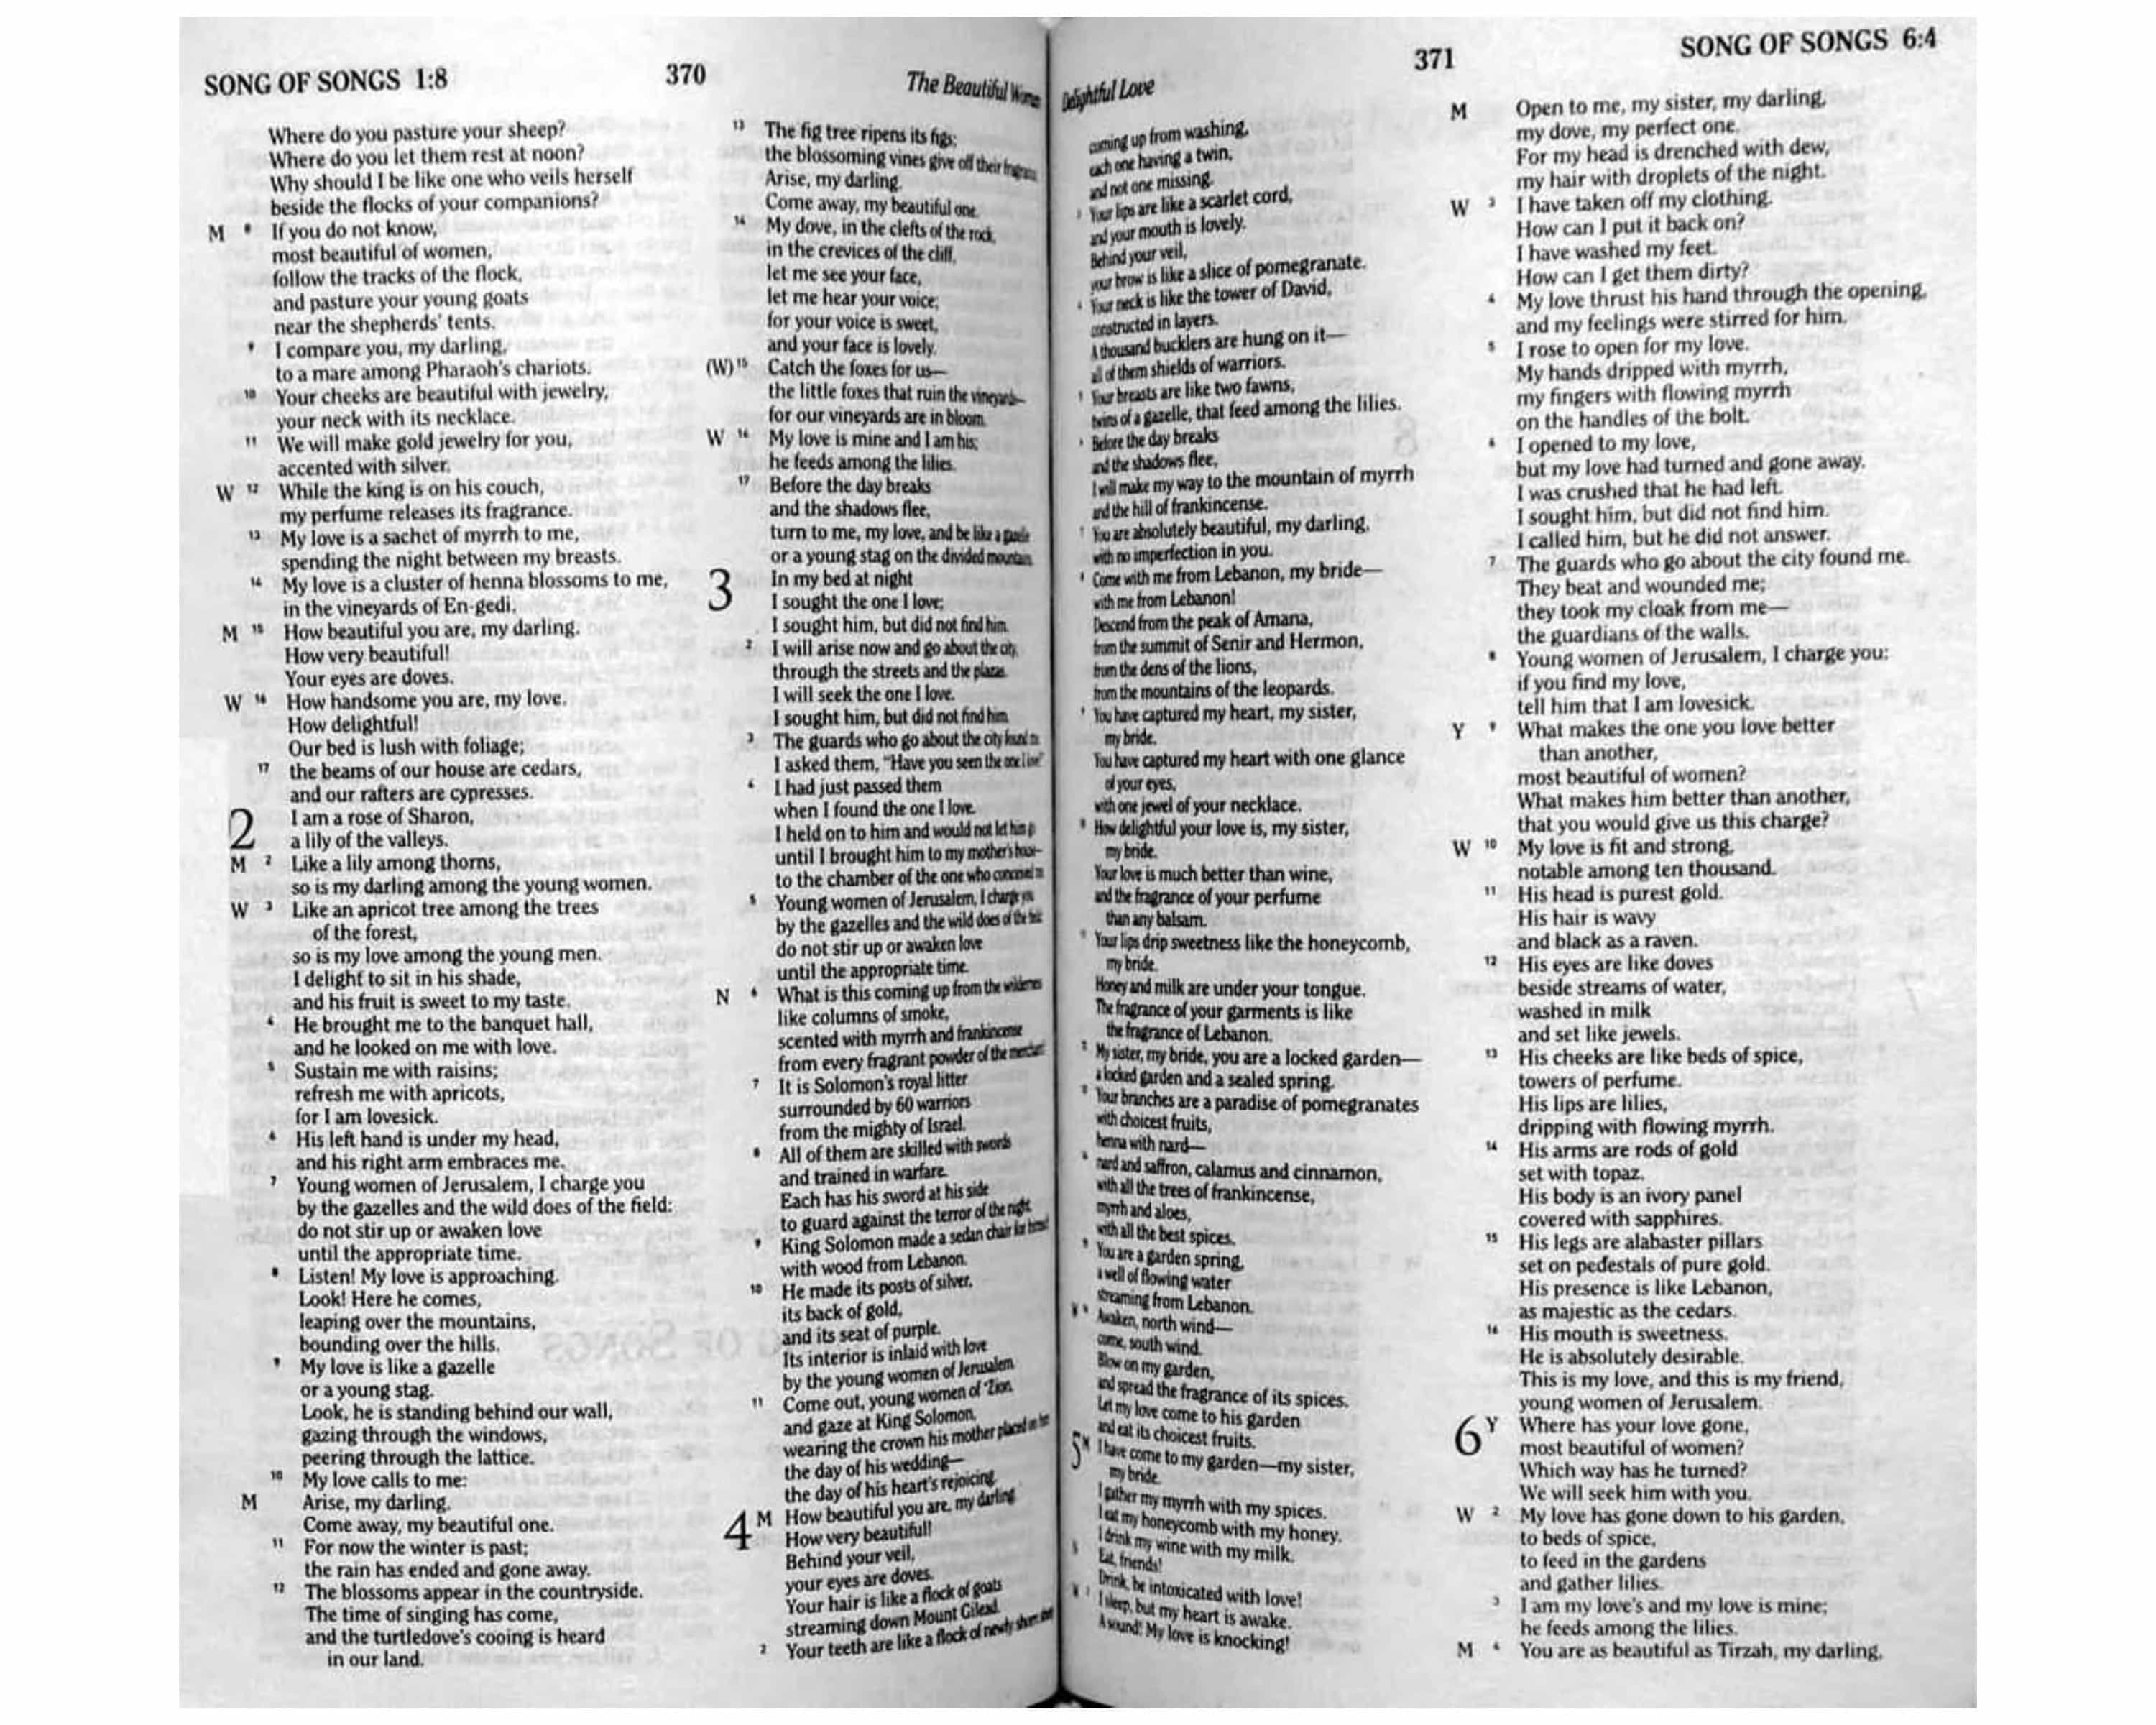 SONG OF SONGS 1:8
370
The Beautiful
Where do you pasture your sheep?
Where do you let them rest at noon?
Why should I be like one who veils herself
beside the flocks of your companions?
M 8 If you do not know,
most beautiful of women,
follow the tracks of the flock,
and pasture your young goats
near the shepherds' tents.
9 I compare you, my darling,
to a mare among Pharaoh's chariots.
10 Your cheeks are beautiful with jewelry,
your neck with its necklace.
11 We will make gold jewelry for you,
accented with silver.
W 12 While the king is on his couch,
my perfume releases its fragrance.
13 My love is a sachet of myrrh to me,
spending the night between my breasts.
14 My love is a cluster of henna blossoms to me,
in the vineyards of En-gedi.
M 15 How beautiful you are, my darling.
How very beautiful!
Your eyes are doves.
W 16 How handsome you are, my love.
How delightful!
Our bed is lush with foliage;
17 the beams of our house are cedars,
and our rafters are cypresses.
2 I am a rose of Sharon,
a lily of the valleys.
M 2 Like a lily among thorns,
so is my darling among the young women.
W 3 Like an apricot tree among the trees
of the forest,
so is my love among the young men.
I delight to sit in his shade,
and his fruit is sweet to my taste.
4 He brought me to the banquet hall,
and he looked on me with love.
5 Sustain me with raisins;
refresh me with apricots,
for I am lovesick.
6 His left hand is under my head,
and his right arm embraces me.
7 Young women of Jerusalem, I charge you
by the gazelles and the wild does of the field:
do not stir up or awaken love
until the appropriate time.
8 Listen! My love is approaching.
Look! Here he comes,
leaping over the mountains,
bounding over the hills.
9 My love is like a gazelle
or a young stag.
Look, he is standing behind our wall,
gazing through the windows,
peering through the lattice.
10 My love calls to me:
M Arise, my darling.
Come away, my beautiful one.
11 For now the winter is past;
the rain has ended and gone away.
12 The blossoms appear in the countryside.
The time of singing has come,
and the turtledove's cooing is heard
in our land.
13 The fig tree ripens its figs;
the blossoming vines give off their fragrance.
Arise, my darling.
Come away, my beautiful one.
14 My dove, in the clefts of the rock,
in the crevices of the cliff,
let me see your face,
let me hear your voice;
for your voice is sweet,
and your face is lovely.
(W) 15 Catch the foxes for us—
the little foxes that ruin the vineyards—
for our vineyards are in bloom.
W 16 My love is mine and I am his;
he feeds among the lilies.
17 Before the day breaks
and the shadows flee,
turn to me, my love, and be like a gazelle
or a young stag on the divided mountains.
3 In my bed at night
I sought the one I love;
I sought him, but did not find him.
2 I will arise now and go about the city,
through the streets and the plazas.
I will seek the one I love.
I sought him, but did not find him.
3 The guards who go about the city found me.
I asked them, "Have you seen the one I love?"
4 I had just passed them
when I found the one I love.
I held on to him and would not let him go
until I brought him to my mother's house—
to the chamber of the one who conceived me.
5 Young women of Jerusalem, I charge you
by the gazelles and the wild does of the field:
do not stir up or awaken love
until the appropriate time.
N 6 What is this coming up from the wilderness
like columns of smoke,
scented with myrrh and frankincense
from every fragrant powder of the merchant?
7 It is Solomon's royal litter
surrounded by 60 warriors
from the mighty of Israel.
8 All of them are skilled with swords
and trained in warfare.
Each has his sword at his side
to guard against the terror of the night.
9 King Solomon made a sedan chair for himself
with wood from Lebanon.
10 He made its posts of silver,
its back of gold,
and its seat of purple.
Its interior is inlaid with love
by the young women of Jerusalem.
11 Come out, young women of Zion,
and gaze at King Solomon,
wearing the crown his mother placed on him
the day of his wedding—
the day of his heart's rejoicing.
4 M How beautiful you are, my darling.
How very beautiful!
Behind your veil,
your eyes are doves.
Your hair is like a flock of goats
streaming down Mount Gilead.
2 Your teeth are like a flock of newly shorn sheep
Delightful Love
371
SONG OF SONGS 6:4
coming up from washing,
each one having a twin,
and not one missing.
3 Your lips are like a scarlet cord,
and your mouth is lovely.
Behind your veil,
your brow is like a slice of pomegranate.
4 Your neck is like the tower of David,
constructed in layers.
A thousand bucklers are hung on it—
all of them shields of warriors.
5 Your breasts are like two fawns,
twins of a gazelle, that feed among the lilies.
6 Before the day breaks
and the shadows flee,
I will make my way to the mountain of myrrh
and the hill of frankincense.
7 You are absolutely beautiful, my darling,
with no imperfection in you.
8 Come with me from Lebanon, my bride—
with me from Lebanon!
Descend from the peak of Amana,
from the summit of Senir and Hermon,
from the dens of the lions,
from the mountains of the leopards.
9 You have captured my heart, my sister,
my bride.
You have captured my heart with one glance
of your eyes,
with one jewel of your necklace.
10 How delightful your love is, my sister,
my bride.
Your love is much better than wine,
and the fragrance of your perfume
than any balsam.
11 Your lips drip sweetness like the honeycomb,
my bride.
Honey and milk are under your tongue.
The fragrance of your garments is like
the fragrance of Lebanon.
12 My sister, my bride, you are a locked garden—
a locked garden and a sealed spring.
13 Your branches are a paradise of pomegranates
with choicest fruits,
henna with nard—
14 nard and saffron, calamus and cinnamon,
with all the trees of frankincense,
myrrh and aloes,
with all the best spices.
15 You are a garden spring,
a well of flowing water
streaming from Lebanon.
W 16 Awaken, north wind—
come, south wind.
Blow on my garden,
and spread the fragrance of its spices.
Let my love come to his garden
and eat its choicest fruits.
5 M I have come to my garden—my sister,
my bride.
I gather my myrrh with my spices.
I eat my honeycomb with my honey.
I drink my wine with my milk.
Eat, friends!
Drink, be intoxicated with love!
W 2 I sleep, but my heart is awake.
A sound! My love is knocking!
M Open to me, my sister, my darling,
my dove, my perfect one.
For my head is drenched with dew,
my hair with droplets of the night.
W 3 I have taken off my clothing.
How can I put it back on?
I have washed my feet.
How can I get them dirty?
4 My love thrust his hand through the opening,
and my feelings were stirred for him.
5 I rose to open for my love.
My hands dripped with myrrh,
my fingers with flowing myrrh
on the handles of the bolt.
6 I opened to my love,
but my love had turned and gone away.
I was crushed that he had left.
I sought him, but did not find him.
I called him, but he did not answer.
7 The guards who go about the city found me.
They beat and wounded me;
they took my cloak from me—
the guardians of the walls.
8 Young women of Jerusalem, I charge you:
if you find my love,
tell him that I am lovesick.
Y 9 What makes the one you love better
than another,
most beautiful of women?
What makes him better than another,
that you would give us this charge?
W 10 My love is fit and strong,
notable among ten thousand.
11 His head is purest gold.
His hair is wavy
and black as a raven.
12 His eyes are like doves
beside streams of water,
washed in milk
and set like jewels.
13 His cheeks are like beds of spice,
towers of perfume.
His lips are lilies,
dripping with flowing myrrh.
14 His arms are rods of gold
set with topaz.
His body is an ivory panel
covered with sapphires.
15 His legs are alabaster pillars
set on pedestals of pure gold.
His presence is like Lebanon,
as majestic as the cedars.
16 His mouth is sweetness.
He is absolutely desirable.
This is my love, and this is my friend,
young women of Jerusalem.
6 Y Where has your love gone,
most beautiful of women?
Which way has he turned?
We will seek him with you.
W 2 My love has gone down to his garden,
to beds of spice,
to feed in the gardens
and gather lilies.
3 I am my love's and my love is mine;
he feeds among the lilies.
M 4 You are as beautiful as Tirzah, my darling,